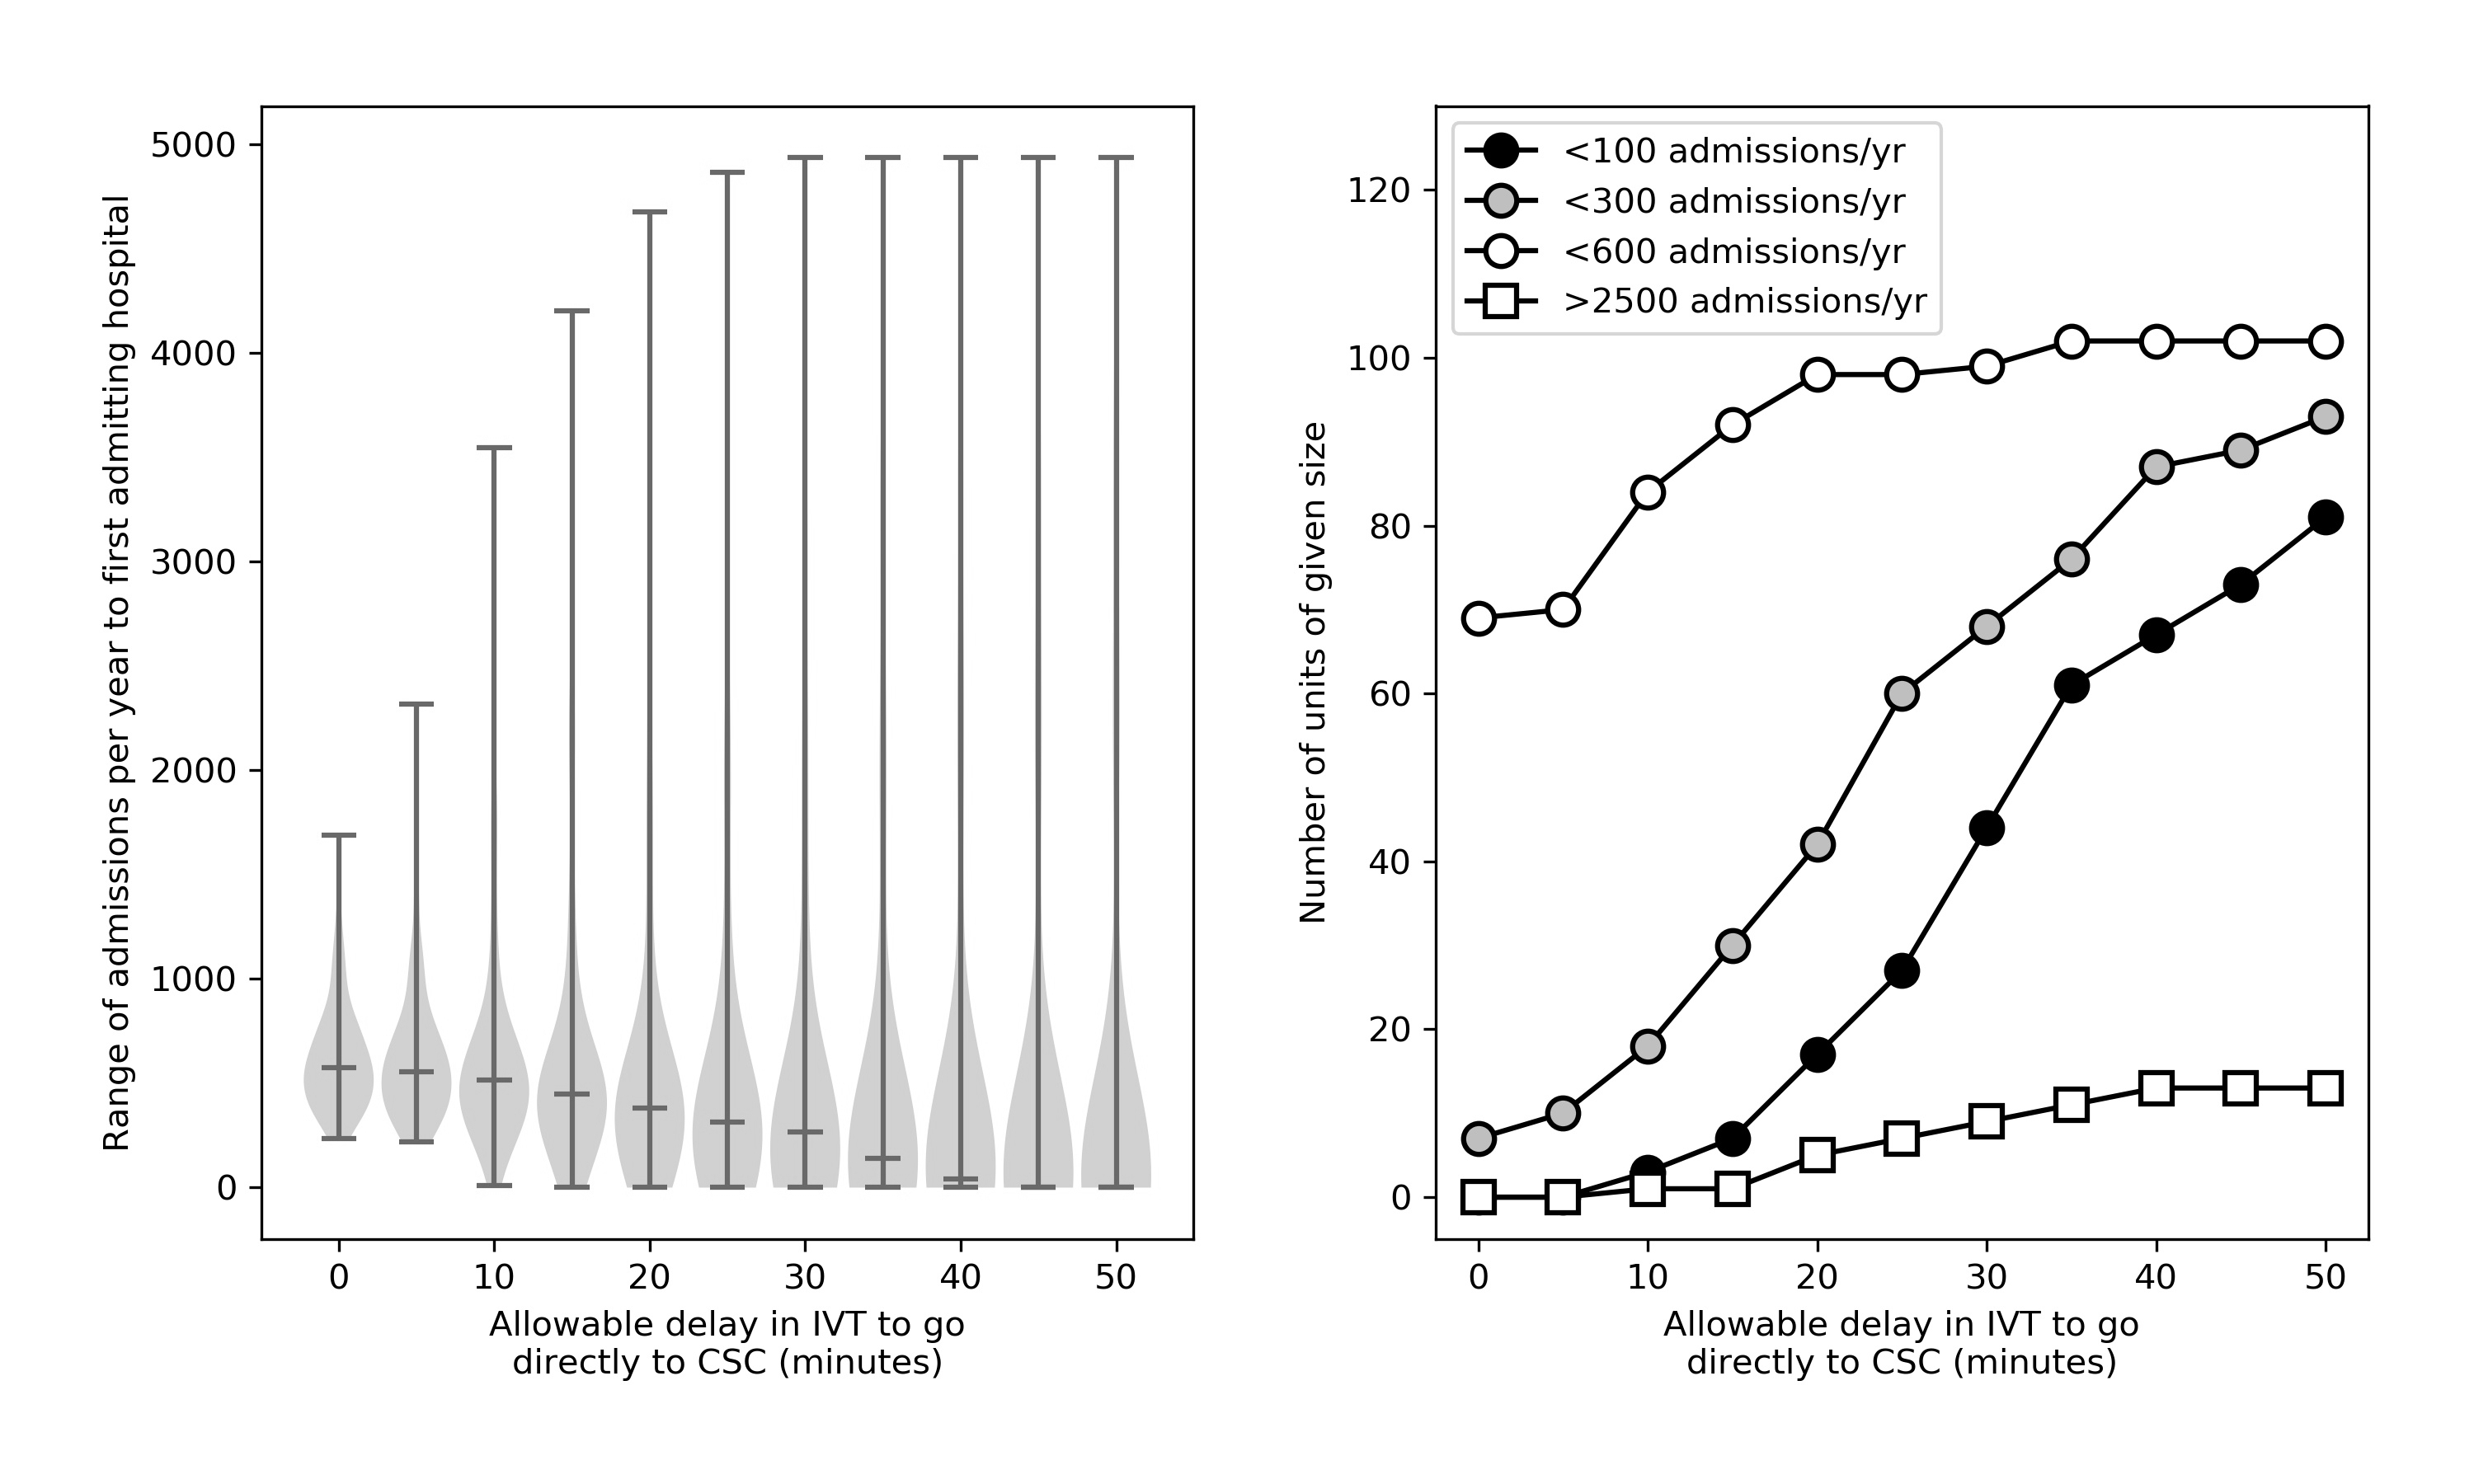 Range of admissions per year to first admitting hospital
5000
4000
3000
2000
1000
0
0 10 20 30 40 50
Allowable delay in IVT to go
directly to CSC (minutes)
Number of units of given size
120
100
80
60
40
20
0
<100 admissions/yr
<300 admissions/yr
<600 admissions/yr
>2500 admissions/yr
0 10 20 30 40 50
Allowable delay in IVT to go
directly to CSC (minutes)